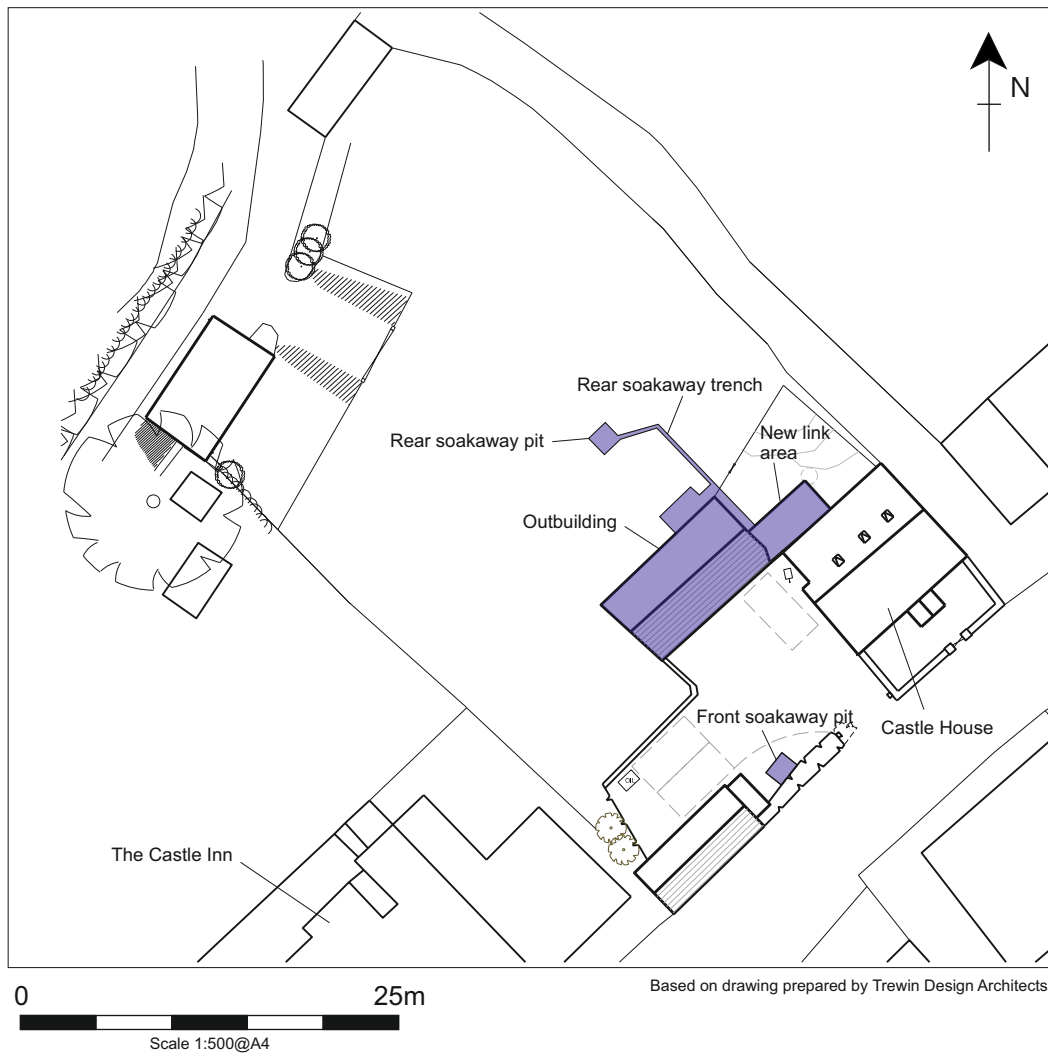 N
Rear soakaway trench
Rear soakaway pit
New link
area
Outbuilding
Front soakaway pit
Castle House
OIL
The Castle Inn
0 25m
Scale 1:500@A4
Based on drawing prepared by Trewin Design Architects